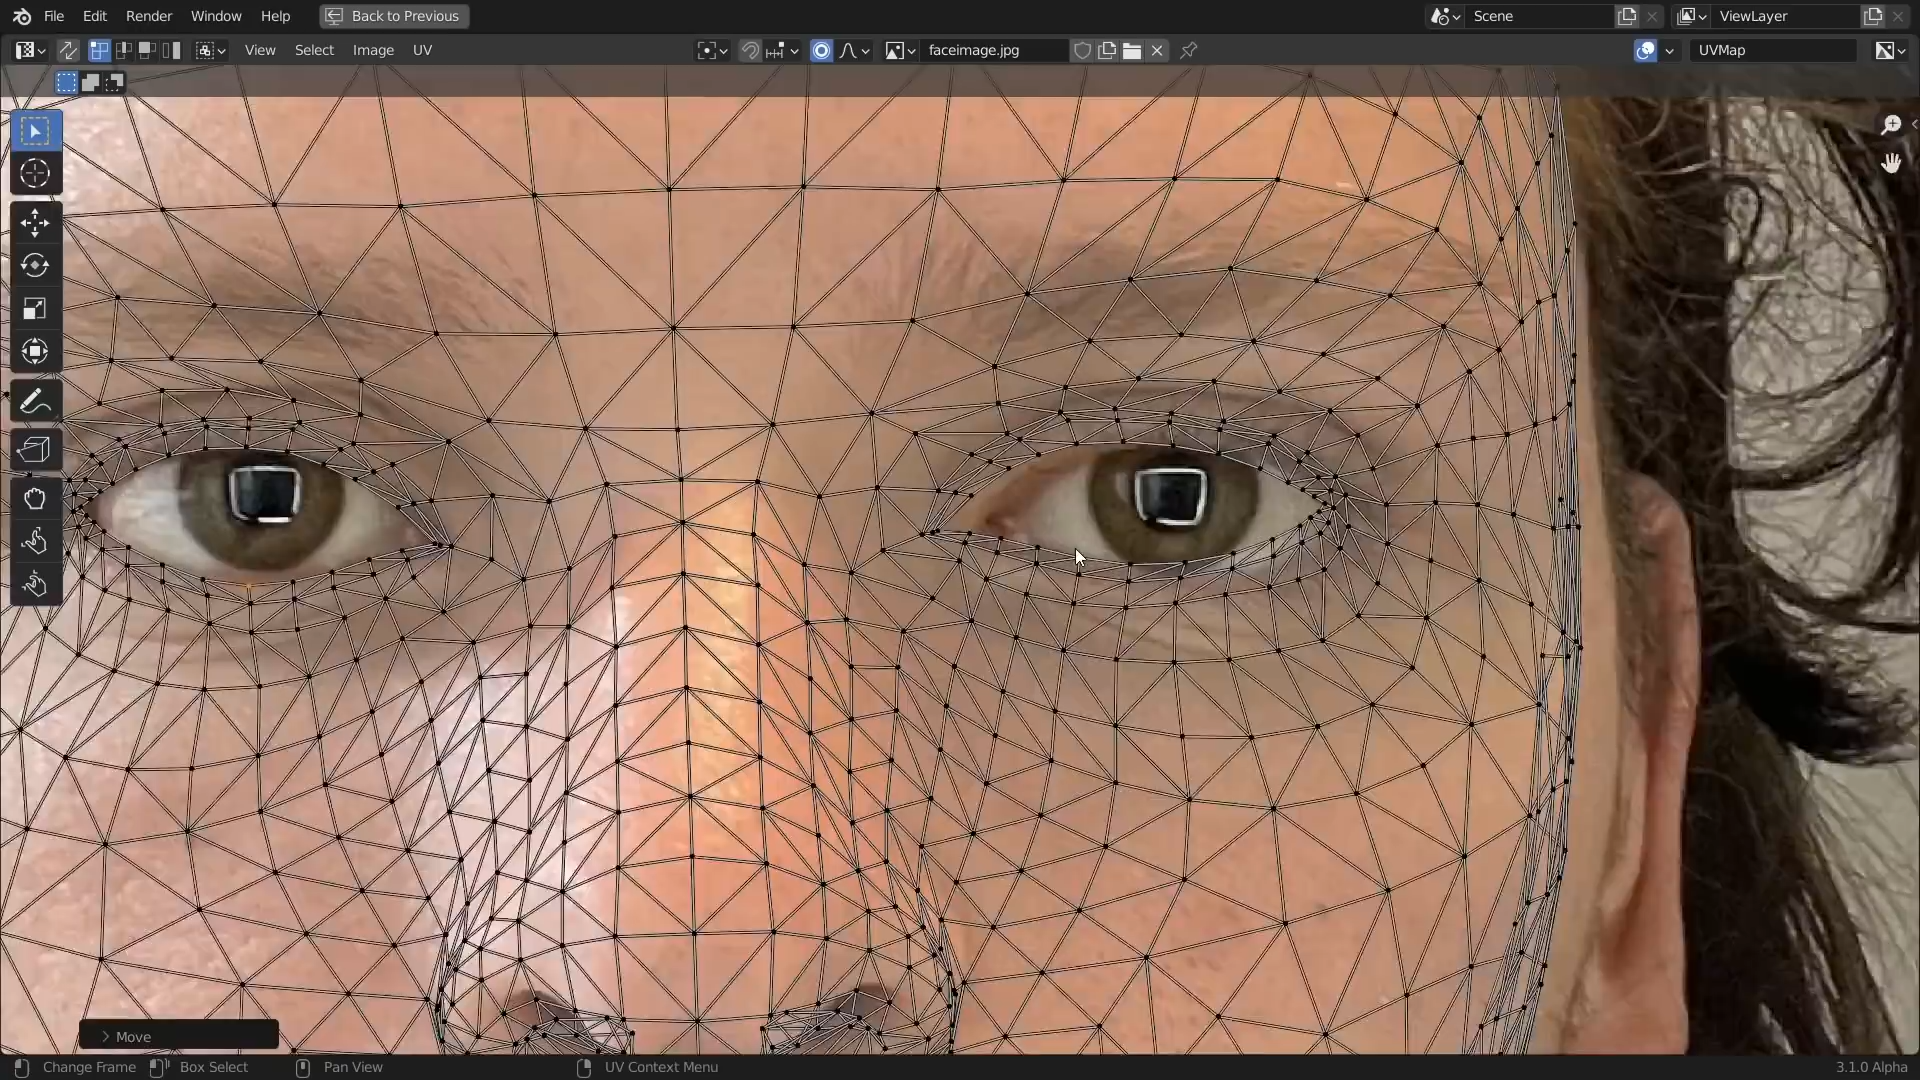 File Edit Render Window Help Back to Previous Scene ViewLayer
View Select Image UV faceimage.jpg UVMap
Move
Change Frame Box Select Pan View UV Context Menu 3.1.0 Alpha